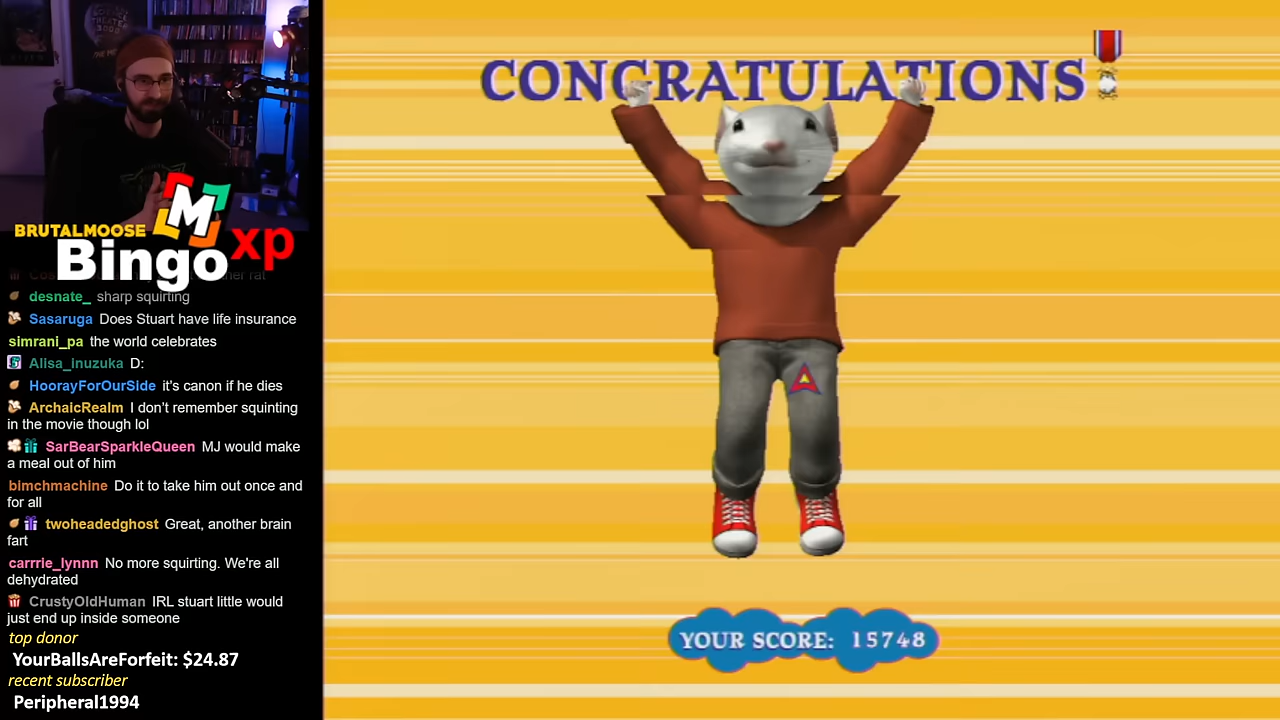 CONGRATULATIONS
BRUTALMOOSE
M
Bingo xp
desnate_ sharp squirting
Sasaruga Does Stuart have life insurance
simrani_pa the world celebrates
Alisa_inuzuka D:
HoorayForOurSide it's canon if he dies
ArchaicRealm I don't remember squinting
in the movie though lol
SarBearSparkleQueen MJ would make
a meal out of him
bimchmachine Do it to take him out once and
for all
twoheadedghost Great, another brain
fart
carrrie_lynnn No more squirting. We're all
dehydrated
CrustyOldHuman IRL stuart little would
just end up inside someone
top donor
YourBallsAreForfeit: $24.87
recent subscriber
Peripheral1994
YOUR SCORE: 15748